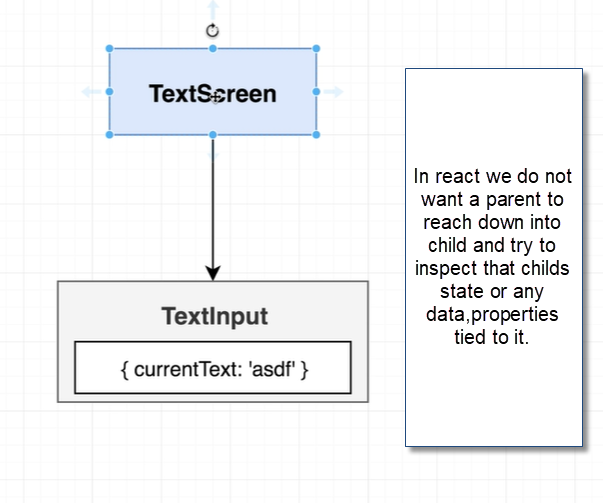 TextScreen
TextInput
{ currentText: 'asdf' }
In react we do not
want a parent to
reach down into
child and try to
inspect that childs
state or any
data,properties
tied to it.